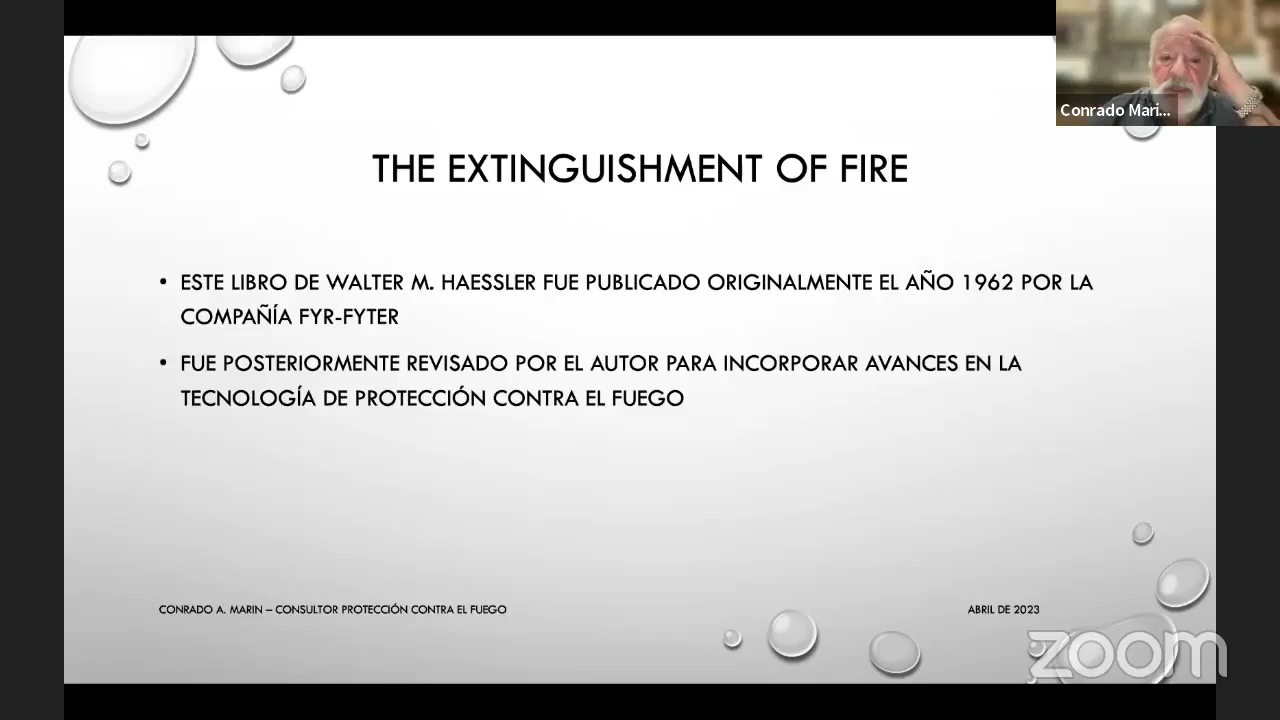 Conrado Mari...
THE EXTINGUISHMENT OF FIRE
• ESTE LIBRO DE WALTER M. HAESSLER FUE PUBLICADO ORIGINALMENTE EL AÑO 1962 POR LA
COMPAÑÍA FYR-FYTER
• FUE POSTERIORMENTE REVISADO POR EL AUTOR PARA INCORPORAR AVANCES EN LA
TECNOLOGÍA DE PROTECCIÓN CONTRA EL FUEGO
CONRADO A. MARIN – CONSULTOR PROTECCIÓN CONTRA EL FUEGO
ABRIL DE 2023
zoom